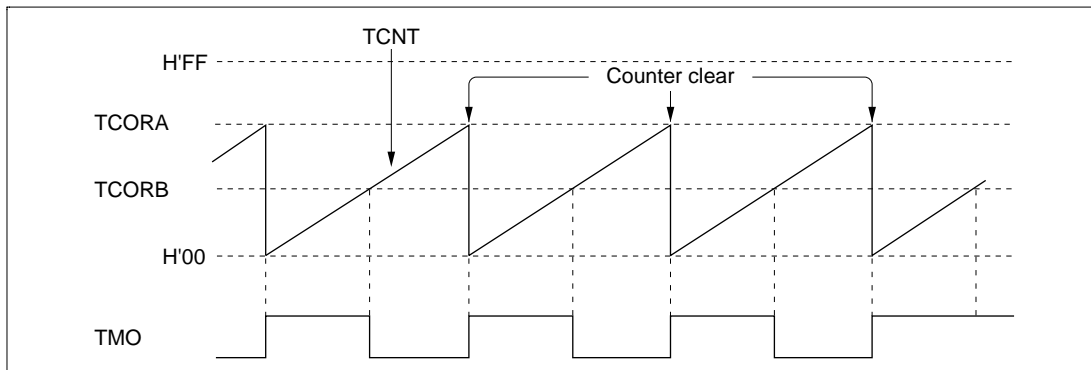 TCNT
H'FF
Counter clear
TCORA
TCORB
H'00
TMO